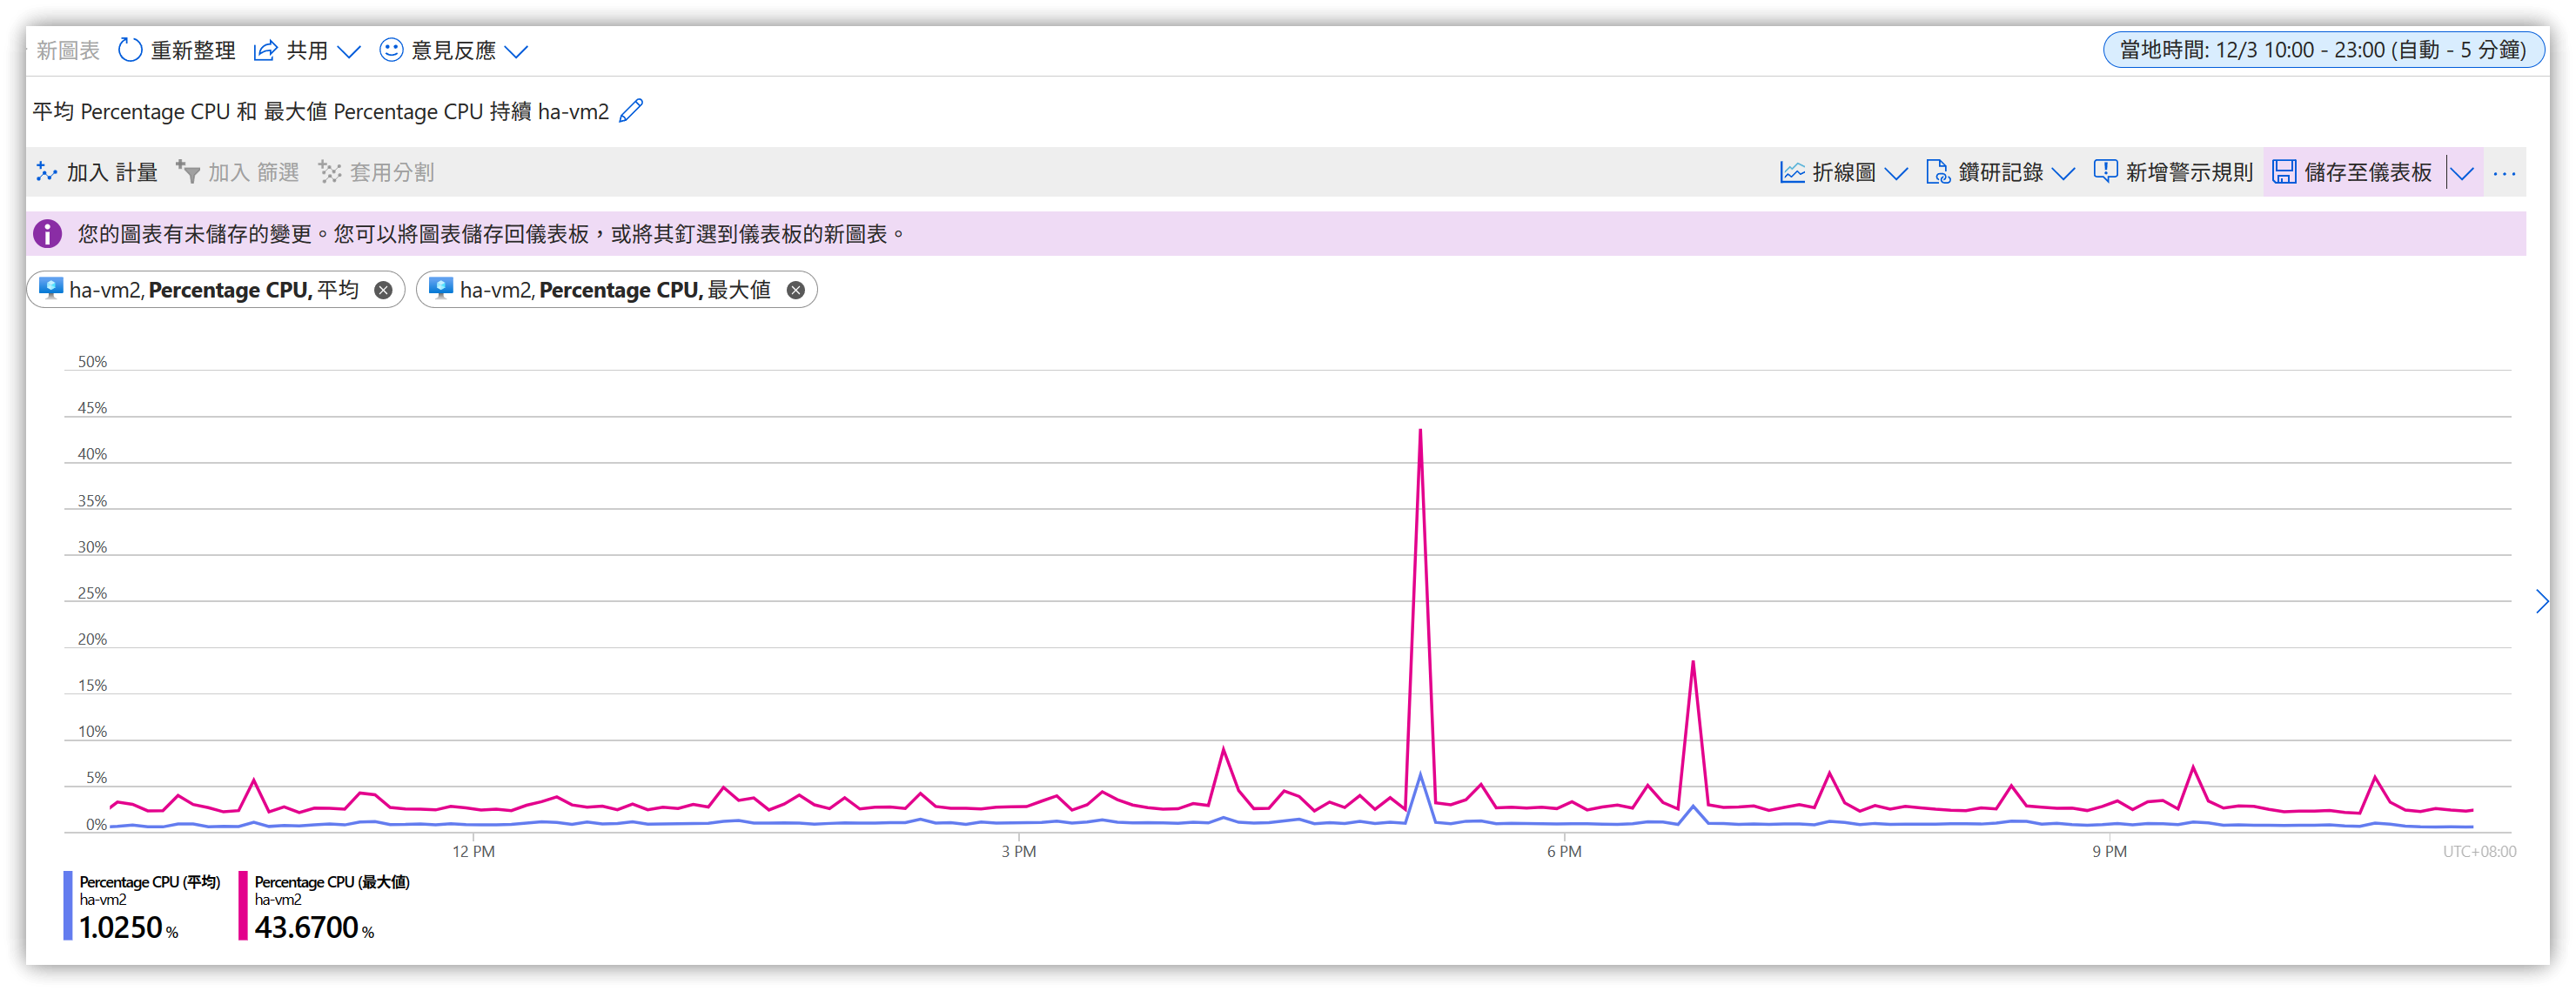 新圖表 重新整理 共用 意見反應 當地時間: 12/3 10:00 - 23:00 (自動 - 5 分鐘)
平均 Percentage CPU 和 最大值 Percentage CPU 持續 ha-vm2
加入 計量 加入 篩選 套用分割 折線圖 鑽研記錄 新增警示規則 儲存至儀表板 ...
您的圖表有未儲存的變更。您可以將圖表儲存回儀表板，或將其釘選到儀表板的新圖表。
ha-vm2, Percentage CPU, 平均 ha-vm2, Percentage CPU, 最大值
50%
45%
40%
35%
30%
25%
20%
15%
10%
5%
0%
12 PM 3 PM 6 PM 9 PM UTC+08:00
Percentage CPU (平均) Percentage CPU (最大值)
ha-vm2 ha-vm2
1.0250 % 43.6700 %